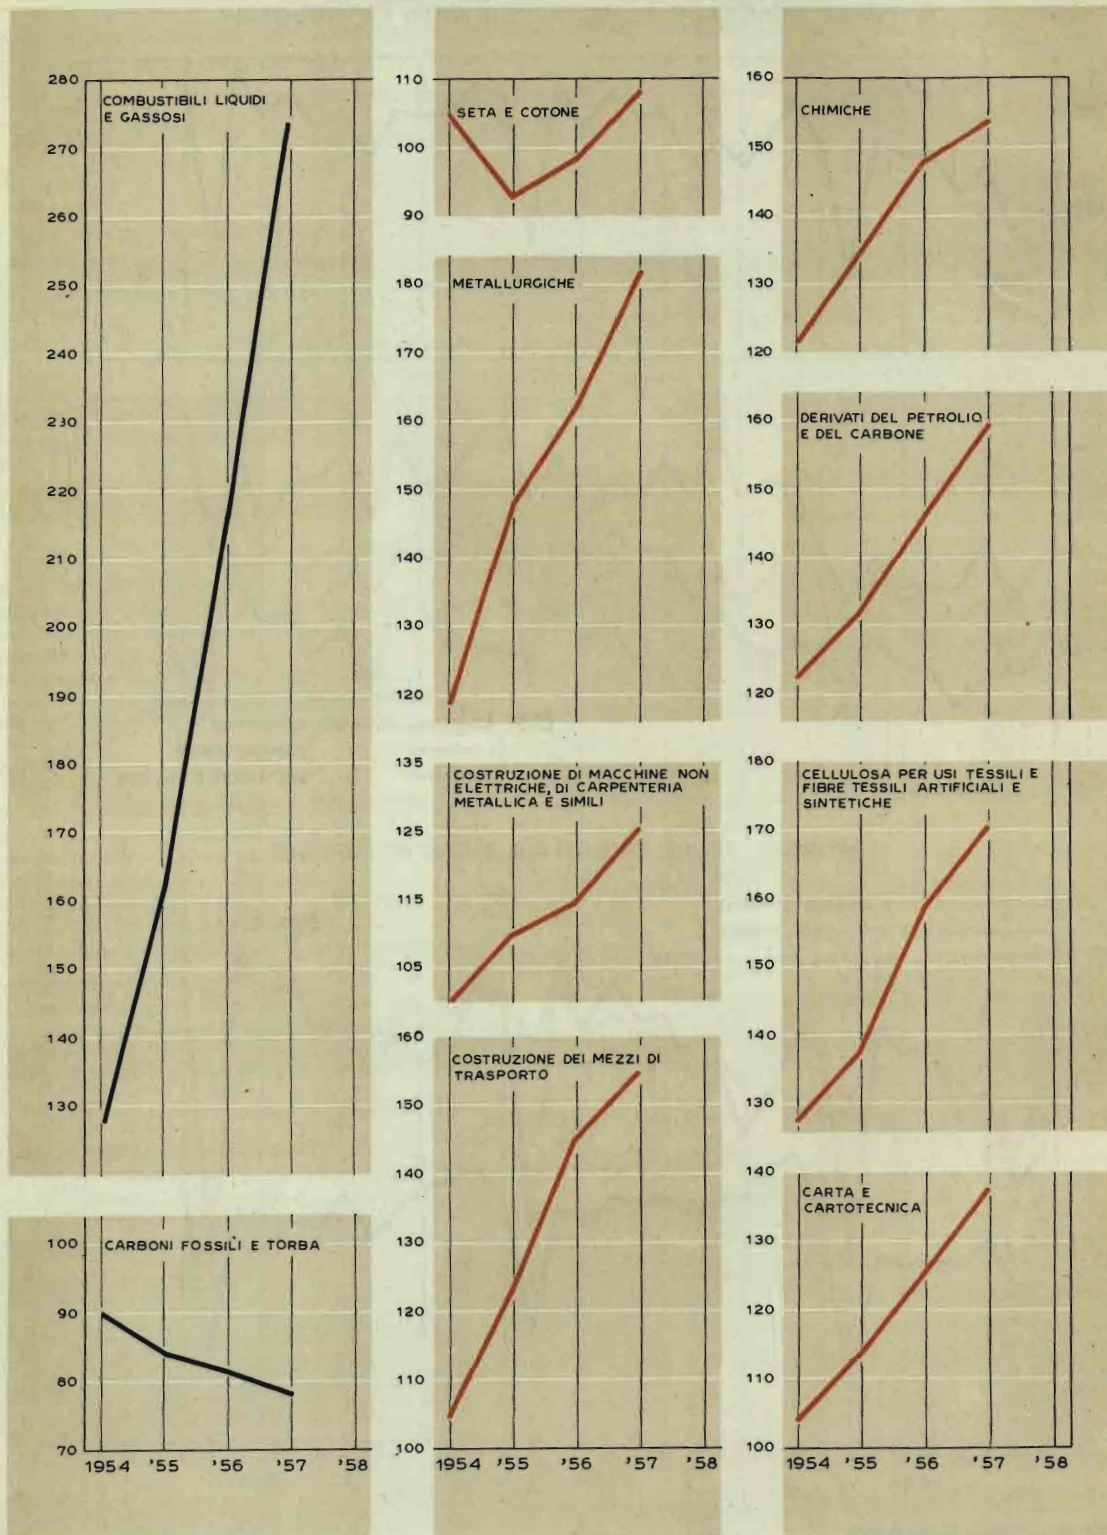 280
COMBUSTIBILI LIQUIDI
E GASSOSI
270
260
250
240
230
220
210
200
190
180
170
160
150
140
130
100
CARBONI FOSSILI E TORBA
90
80
70
1954 '55 '56 '57 '58
110
SETA E COTONE
100
90
180
METALLURGICHE
170
160
150
140
130
120
135
COSTRUZIONE DI MACCHINE NON
ELETTRICHE, DI CARPENTERIA
METALLICA E SIMILI
125
115
105
160
COSTRUZIONE DEI MEZZI DI
TRASPORTO
150
140
130
120
110
100
1954 '55 '56 '57 '58
160
CHIMICHE
150
140
130
120
160
DERIVATI DEL PETROLIO
E DEL CARBONE
150
140
130
120
180
CELLULOSA PER USI TESSILI E
FIBRE TESSILI ARTIFICIALI E
SINTETICHE
170
160
150
140
130
140
CARTA E
CARTOTECNICA
130
120
110
100
1954 '55 '56 '57 '58